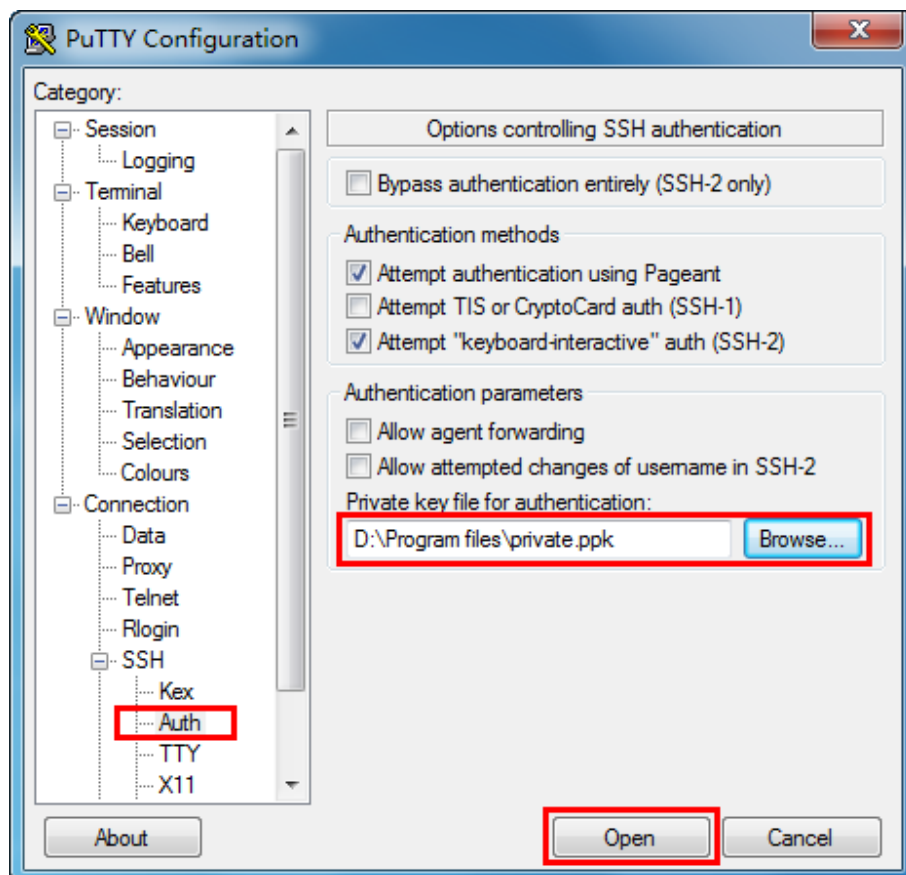 PuTTY Configuration
Category:
Session
Logging
Terminal
Keyboard
Bell
Features
Window
Appearance
Behaviour
Translation
Selection
Colours
Connection
Data
Proxy
Telnet
Rlogin
SSH
Kex
Auth
TTY
X11
Options controlling SSH authentication
Bypass authentication entirely (SSH-2 only)
Authentication methods
Attempt authentication using Pageant
Attempt TIS or CryptoCard auth (SSH-1)
Attempt "keyboard-interactive" auth (SSH-2)
Authentication parameters
Allow agent forwarding
Allow attempted changes of username in SSH-2
Private key file for authentication:
D:\Program files\private.ppk Browse...
About Open Cancel